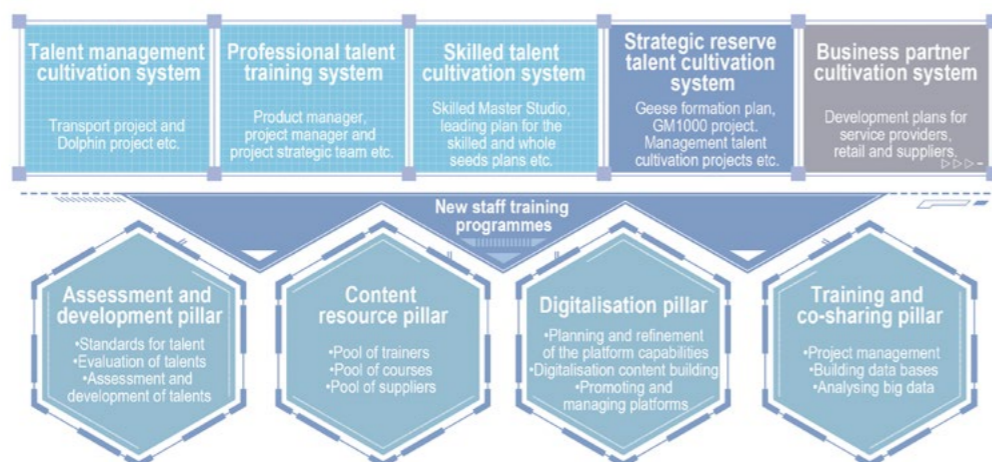 Talent management
cultivation system
Transport project and
Dolphin project etc.
Professional talent
training system
Product manager,
project manager and
project strategic team etc.
Skilled talent
cultivation system
Skilled Master Studio,
leading plan for the
skilled and whole
seeds plans etc.
Strategic reserve
talent cultivation
system
Geese formation plan,
GM1000 project.
Management talent
cultivation projects etc.
Business partner
cultivation system
Development plans for
service providers,
retail and suppliers.
New staff training
programmes
Assessment and
development pillar
•Standards for talent
•Evaluation of talents
•Assessment and
development of talents
Content
resource pillar
•Pool of trainers
•Pool of courses
•Pool of suppliers
Digitalisation pillar
•Planning and refinement
of the platform capabilities
•Digitalisation content building
•Promoting and
managing platforms
Training and
co-sharing pillar
•Project management
•Building data bases
•Analysing big data